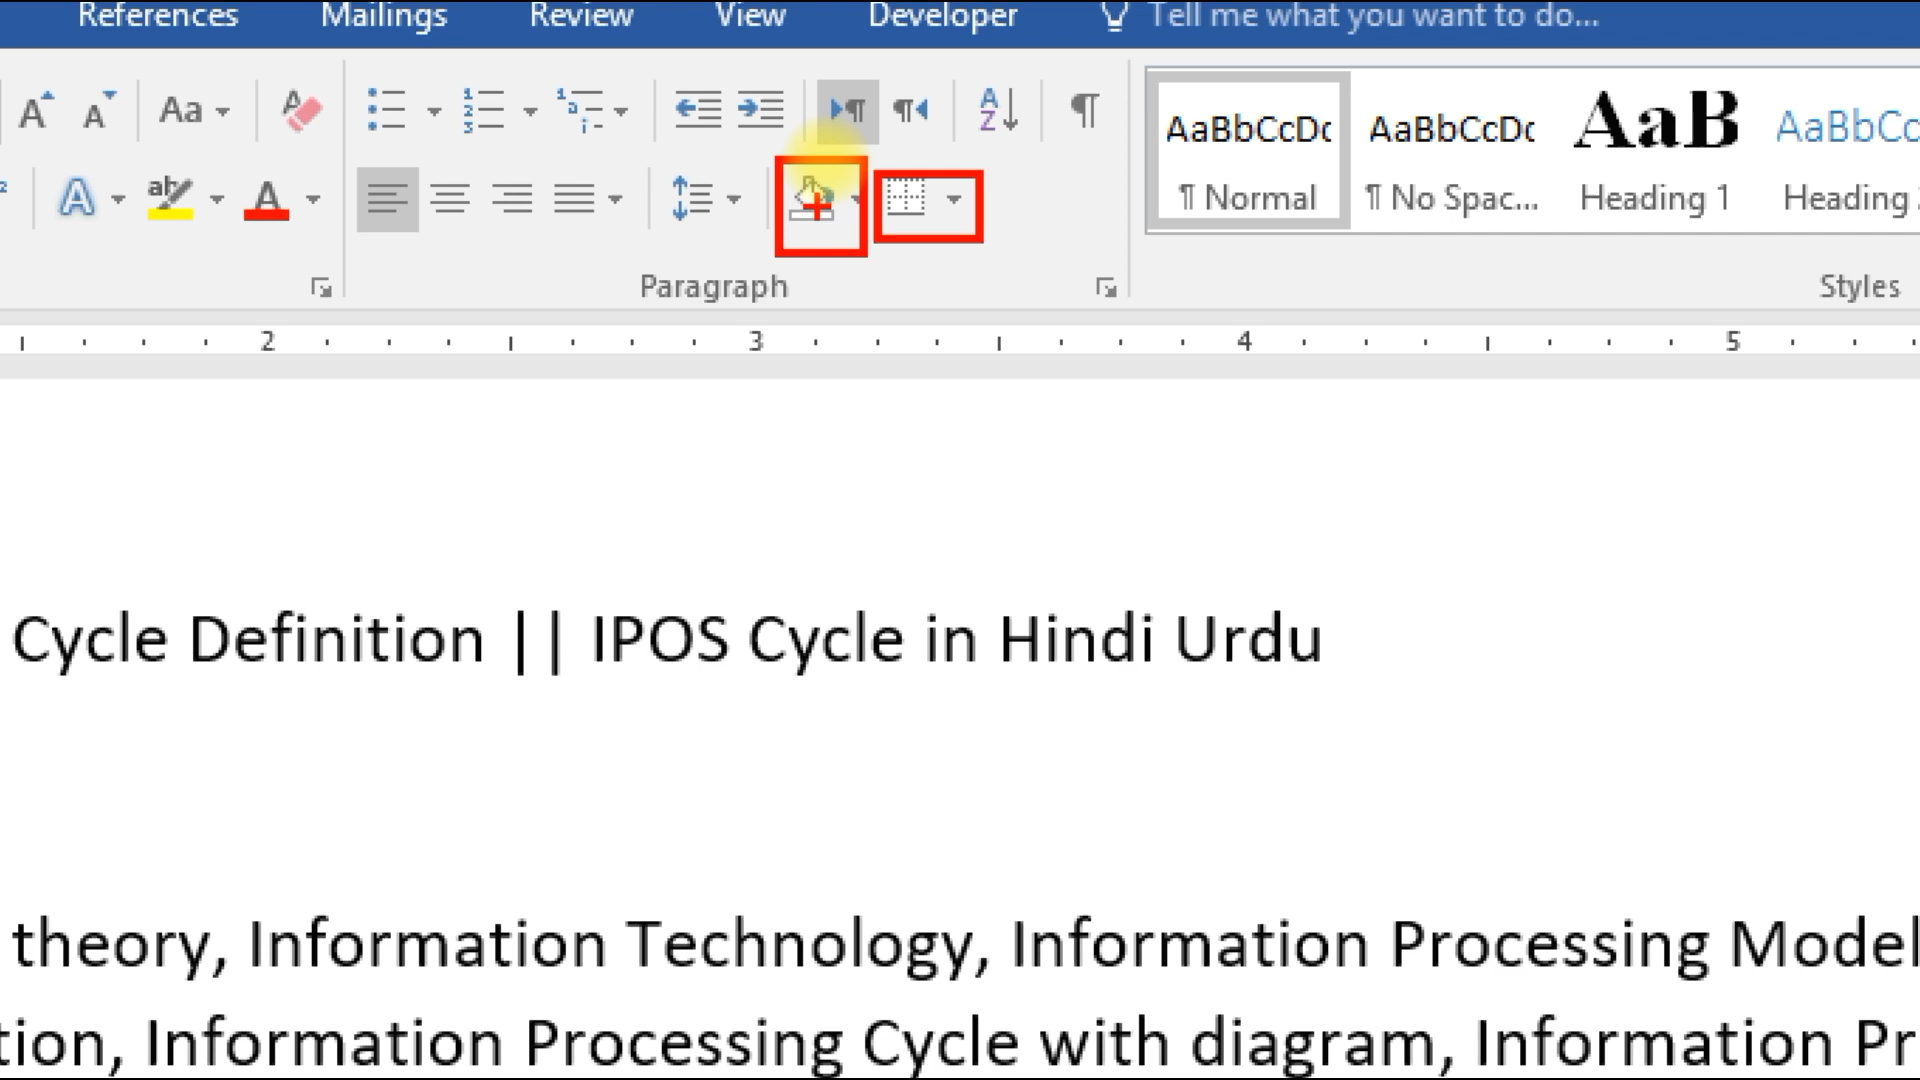 References Mailings Review View Developer Tell me what you want to do...
Aa
AaBbCcDc AaBbCcDc AaB AaBbCc
¶ Normal ¶ No Spac... Heading 1 Heading
Paragraph Styles
2 3 4 5
Cycle Definition || IPOS Cycle in Hindi Urdu
theory, Information Technology, Information Processing Model
tion, Information Processing Cycle with diagram, Information Pr